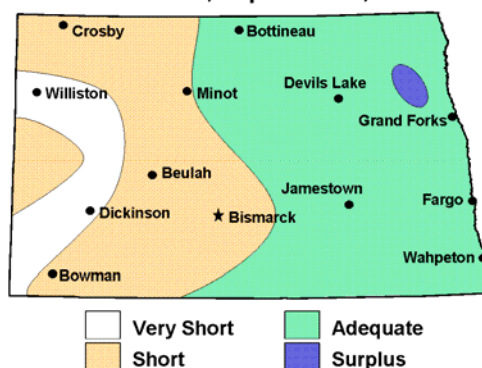 Crosby
Bottineau
Williston
Minot
Devils Lake
Grand Forks
Beulah
Jamestown
Dickinson
Bismarck
Fargo
Wahpeton
Bowman
Very Short
Adequate
Short
Surplus